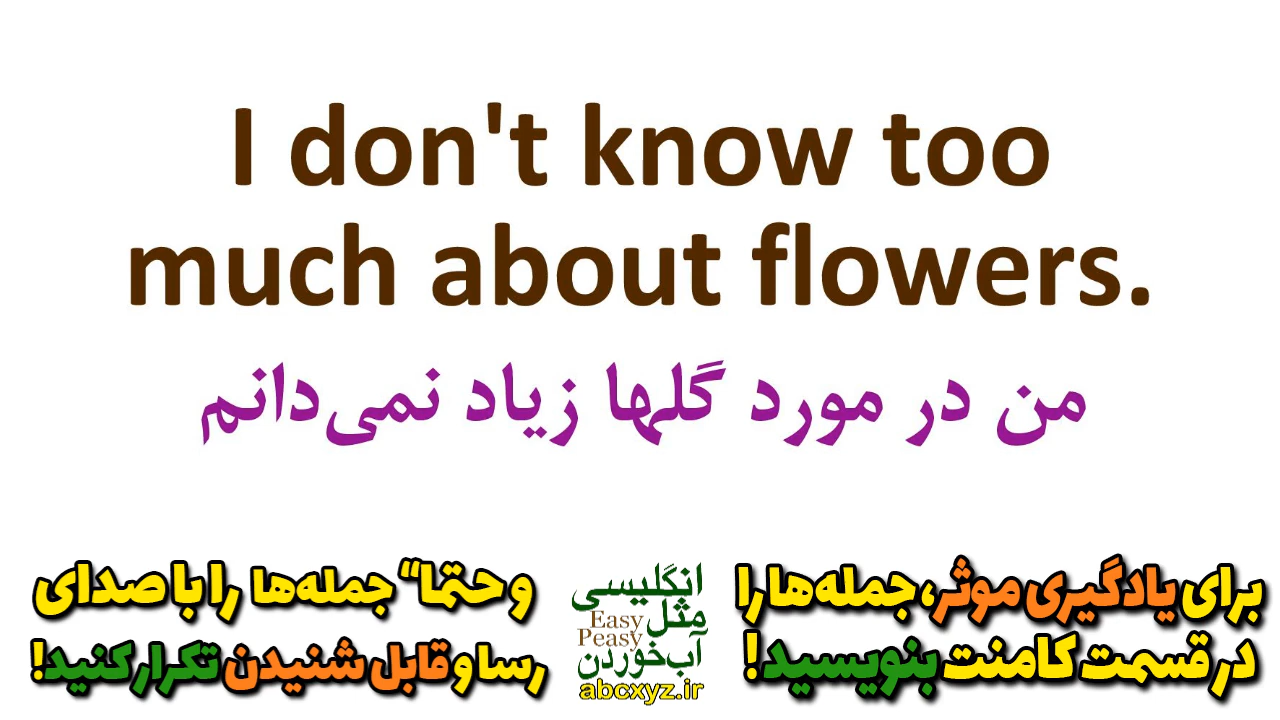 I don't know too
much about flowers.
من در مورد گلها زیاد نمی‌دانم
برای یادگیری موثر، جمله‌ها را
در قسمت کامنت بنویسید!
انگلیسی
مثل
Easy
Peasy
آب‌خوردن
abcxyz.ir
و حتما“ جمله‌ها را با صدای
رسا و قابل شنیدن تکرار کنید!